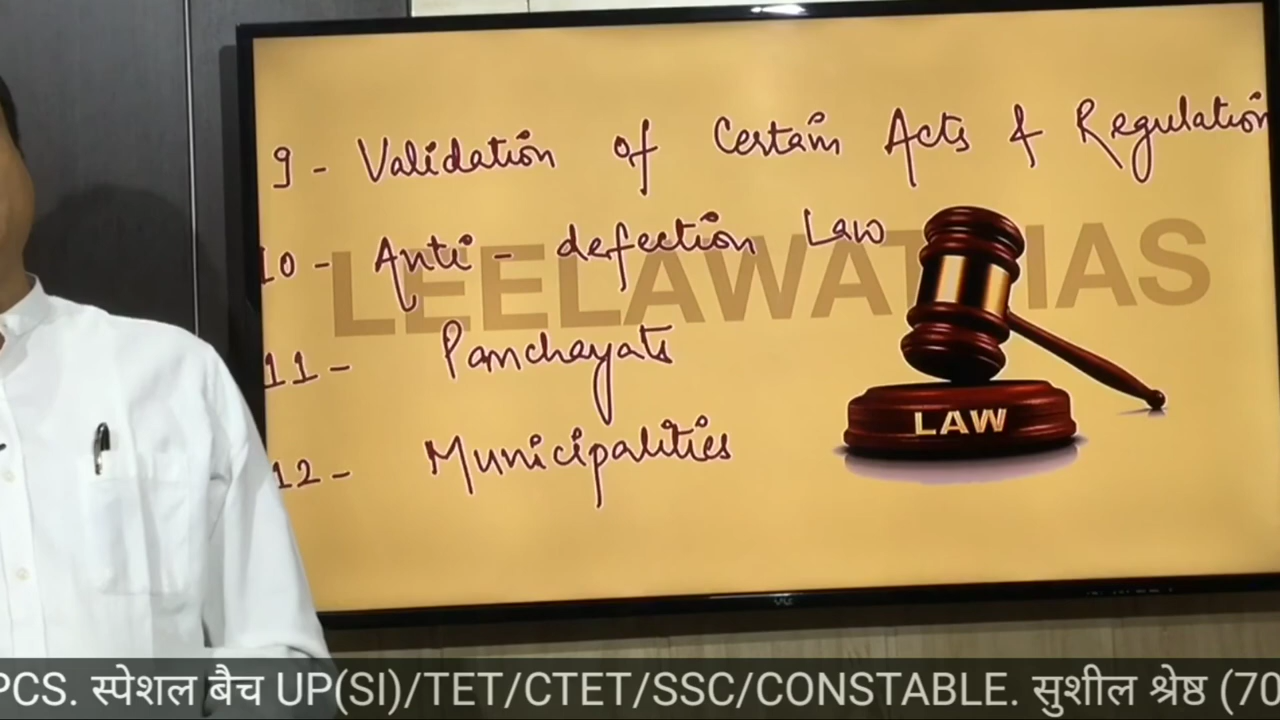 9 - Validation of Certain Acts & Regulation
10 - Anti - defection Law
LEELAWATI IAS
11 - Panchayats
12 - Municipalities
LAW
PCS. स्पेशल बैच UP(SI)/TET/CTET/SSC/CONSTABLE. सुशील श्रेष्ठ (70